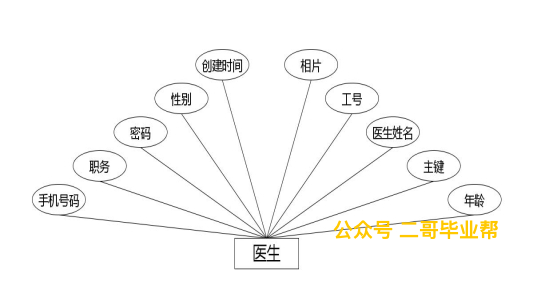 创建时间
相片
性别
工号
密码
医生姓名
职务
主键
手机号码
年龄
公众号 二哥毕业帮
医生